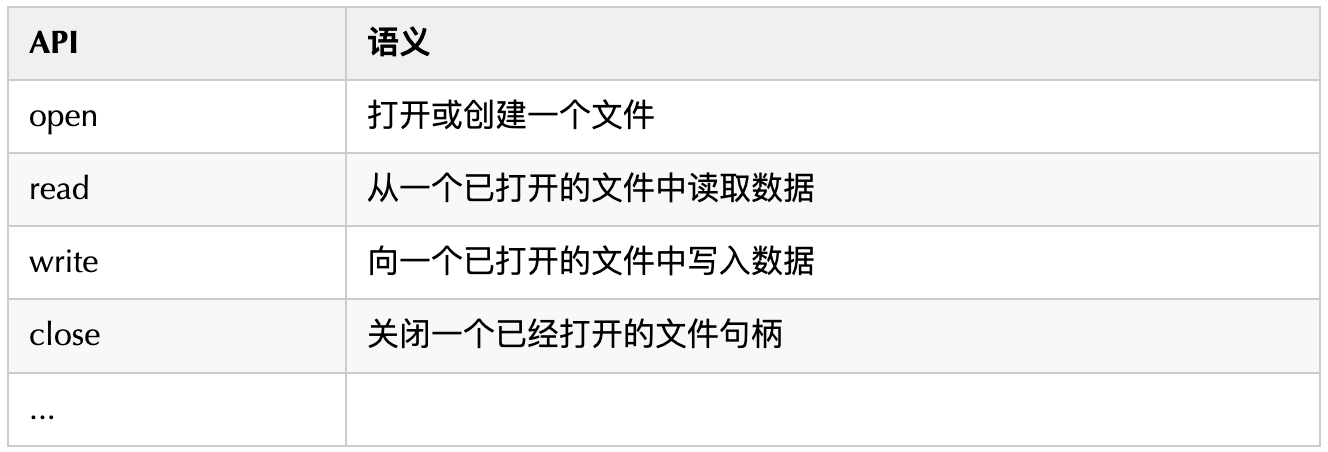 API 语义
open 打开或创建一个文件
read 从一个已打开的文件中读取数据
write 向一个已打开的文件中写入数据
close 关闭一个已经打开的文件句柄
...